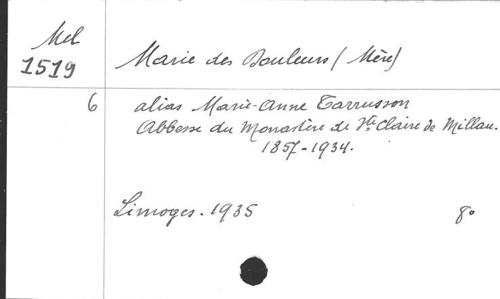 Mel
1519
Marie des Douleurs (Mère)
6
alias Marie-Anne Tarrusson
Abbesse du Monastère de Ste Claire de Millau.
1857-1934.
Limoges. 1935
8°